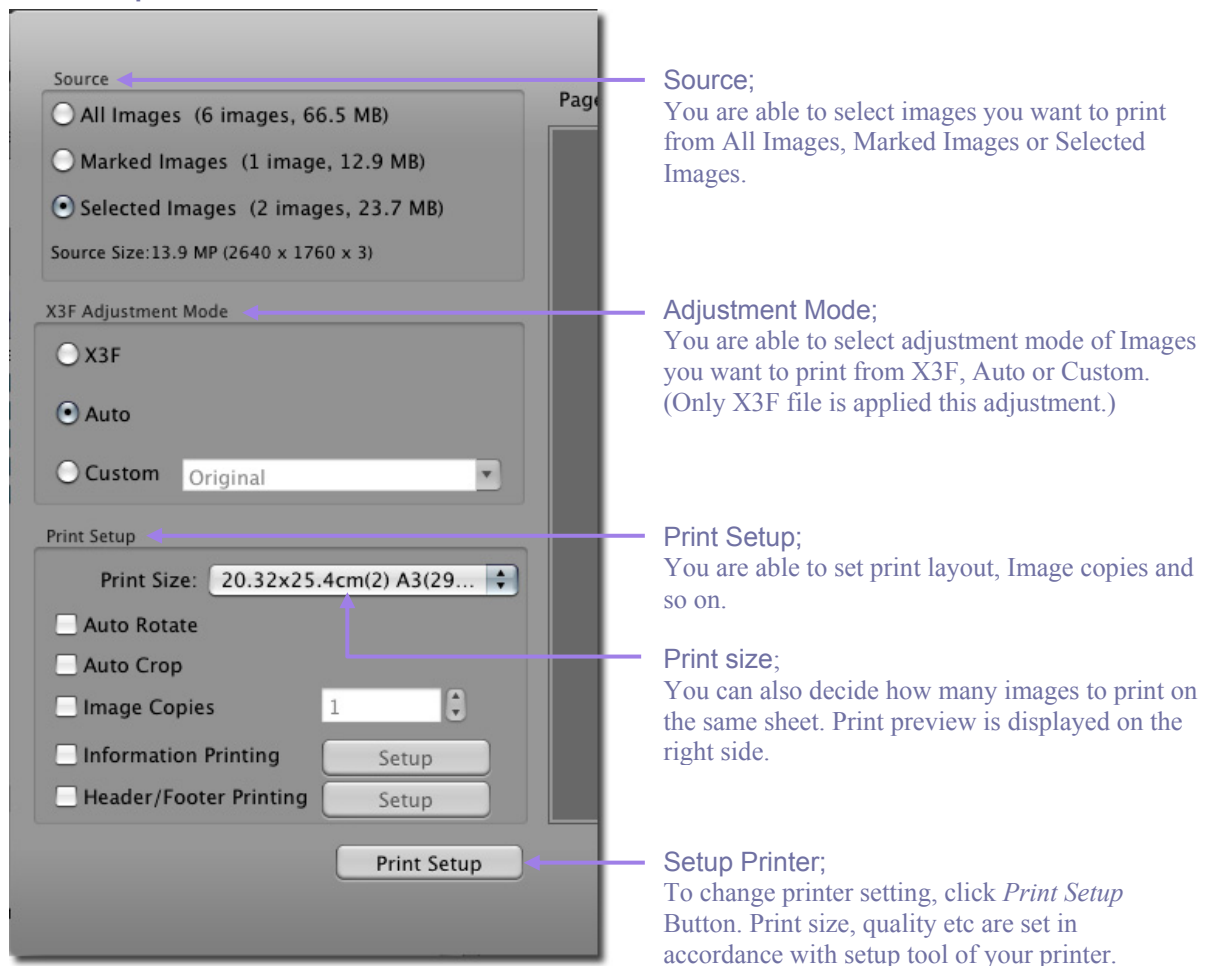 Source
All Images (6 images, 66.5 MB)
Marked Images (1 image, 12.9 MB)
Selected Images (2 images, 23.7 MB)
Source Size:13.9 MP (2640 x 1760 x 3)
X3F Adjustment Mode
X3F
Auto
Custom Original
Print Setup
Print Size: 20.32x25.4cm(2) A3(29...
Auto Rotate
Auto Crop
Image Copies 1
Information Printing Setup
Header/Footer Printing Setup
Print Setup
Source;
You are able to select images you want to print
from All Images, Marked Images or Selected
Images.
Adjustment Mode;
You are able to select adjustment mode of Images
you want to print from X3F, Auto or Custom.
(Only X3F file is applied this adjustment.)
Print Setup;
You are able to set print layout, Image copies and
so on.
Print size;
You can also decide how many images to print on
the same sheet. Print preview is displayed on the
right side.
Setup Printer;
To change printer setting, click Print Setup
Button. Print size, quality etc are set in
accordance with setup tool of your printer.